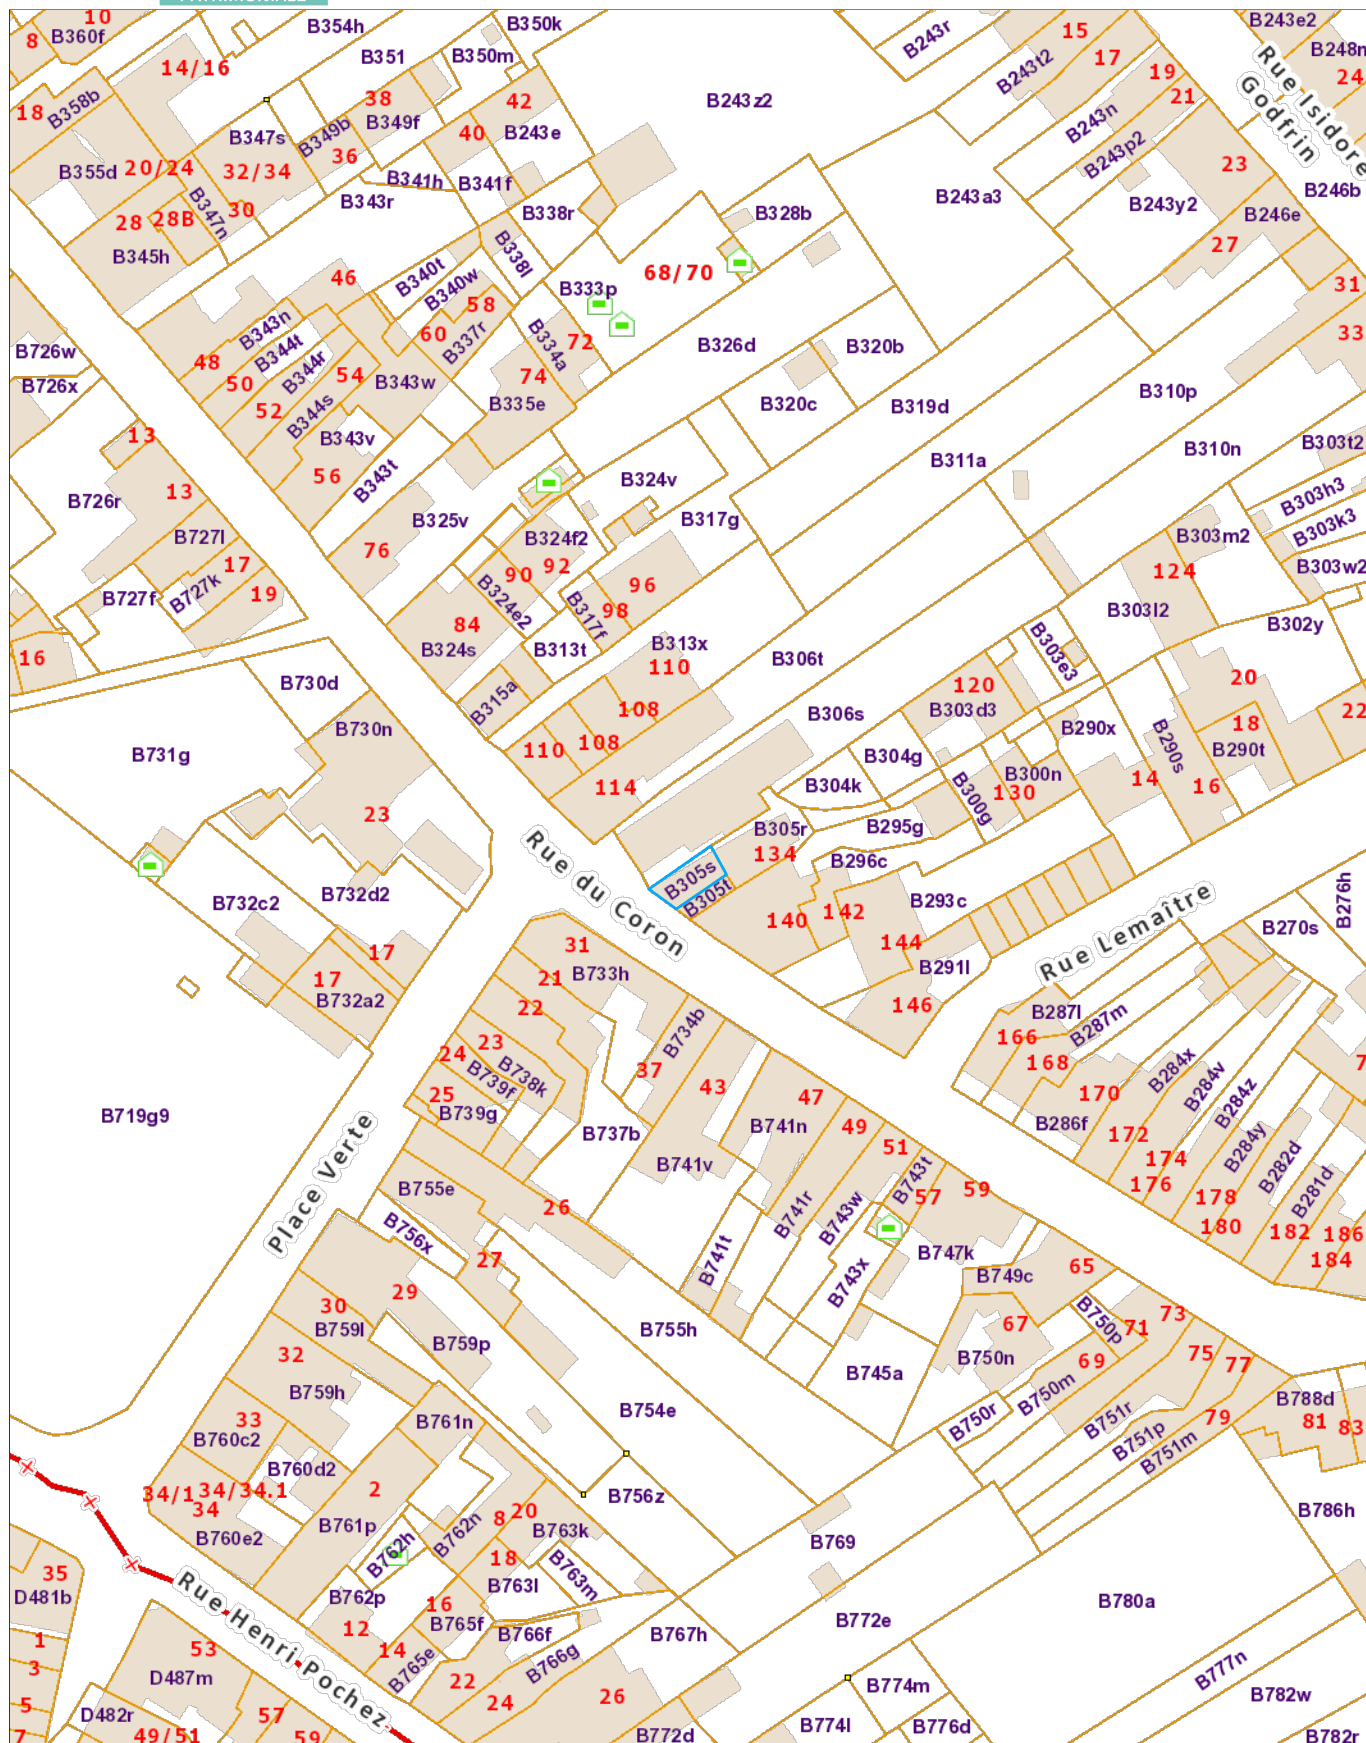 10
8
B360f
B354h
B350k
B351
B350m
14/16
38
42
18
B358b
B347s
B349b
B349f
40
B243e
36
B355d
20/24
32/34
B341h
B341f
B343r
B338r
28
28B
B347n
30
B345h
B338l
B243z2
B243r
15
B243t2
17
19
21
B243n
B243p2
23
B243e2
B248n
24
Rue Isidore
Godfrin
B246b
B246e
B243y2
27
B243a3
B328b
68/70
31
33
46
B340t
B340w
58
B333p
60
B337r
B334a
72
74
B335e
B326d
B320b
B320c
B319d
B310p
B310n
B303t2
B311a
B303h3
B303k3
B303m2
B303w2
B343n
48
B344t
50
B344r
52
54
B344s
B343w
B343v
56
B343t
B726w
B726x
13
B726r
13
B727l
17
B727k
19
B727f
16
B325v
76
B324v
B317g
B324f2
90
92
B324e2
96
98
B317f
84
B324s
B313t
B313x
110
B315a
108
110
108
114
B306t
B306s
124
B303l2
B302y
B303e3
120
B303d3
20
18
22
B290x
B290s
B290t
14
16
B304g
B304k
B300n
130
B300g
B295g
B305r
134
B296c
B305s
B305t
140
142
B293c
144
B291l
146
B730d
B730n
B731g
23
B732d2
B732c2
17
17
B732a2
Rue du Coron
Rue Lemaître
B276h
B270s
B287l
B287m
166
168
170
B284x
B284v
B284z
B286f
172
174
176
B284y
B282d
B281d
178
180
182
186
184
31
21
B733h
22
23
24
B738k
B739f
25
B739g
B734b
37
43
B737b
B741v
47
B741n
49
51
B743t
57
59
B741r
B743w
B741t
B743x
B747k
B749c
65
B719g9
Place Verte
B755e
26
B756x
27
29
30
B759l
B759p
32
B759h
33
B760c2
B755h
B745a
67
B750n
B750p
71
73
69
75
77
B750m
B750r
B751r
B751p
79
B751m
B788d
81
83
B754e
B756z
B761n
B760d2
34/1
34/34.1
34
2
B760e2
B761p
B762h
B762n
8
20
B763k
18
B763l
B763m
B762p
12
16
14
B765f
B765e
B766f
B766g
22
24
26
B767h
B772d
B769
B772e
B780a
B786h
B777n
B774m
B774l
B776d
B782w
B782r
Rue Henri Pochez
35
D481b
1
3
5
7
53
D487m
D482r
49/51
57
59